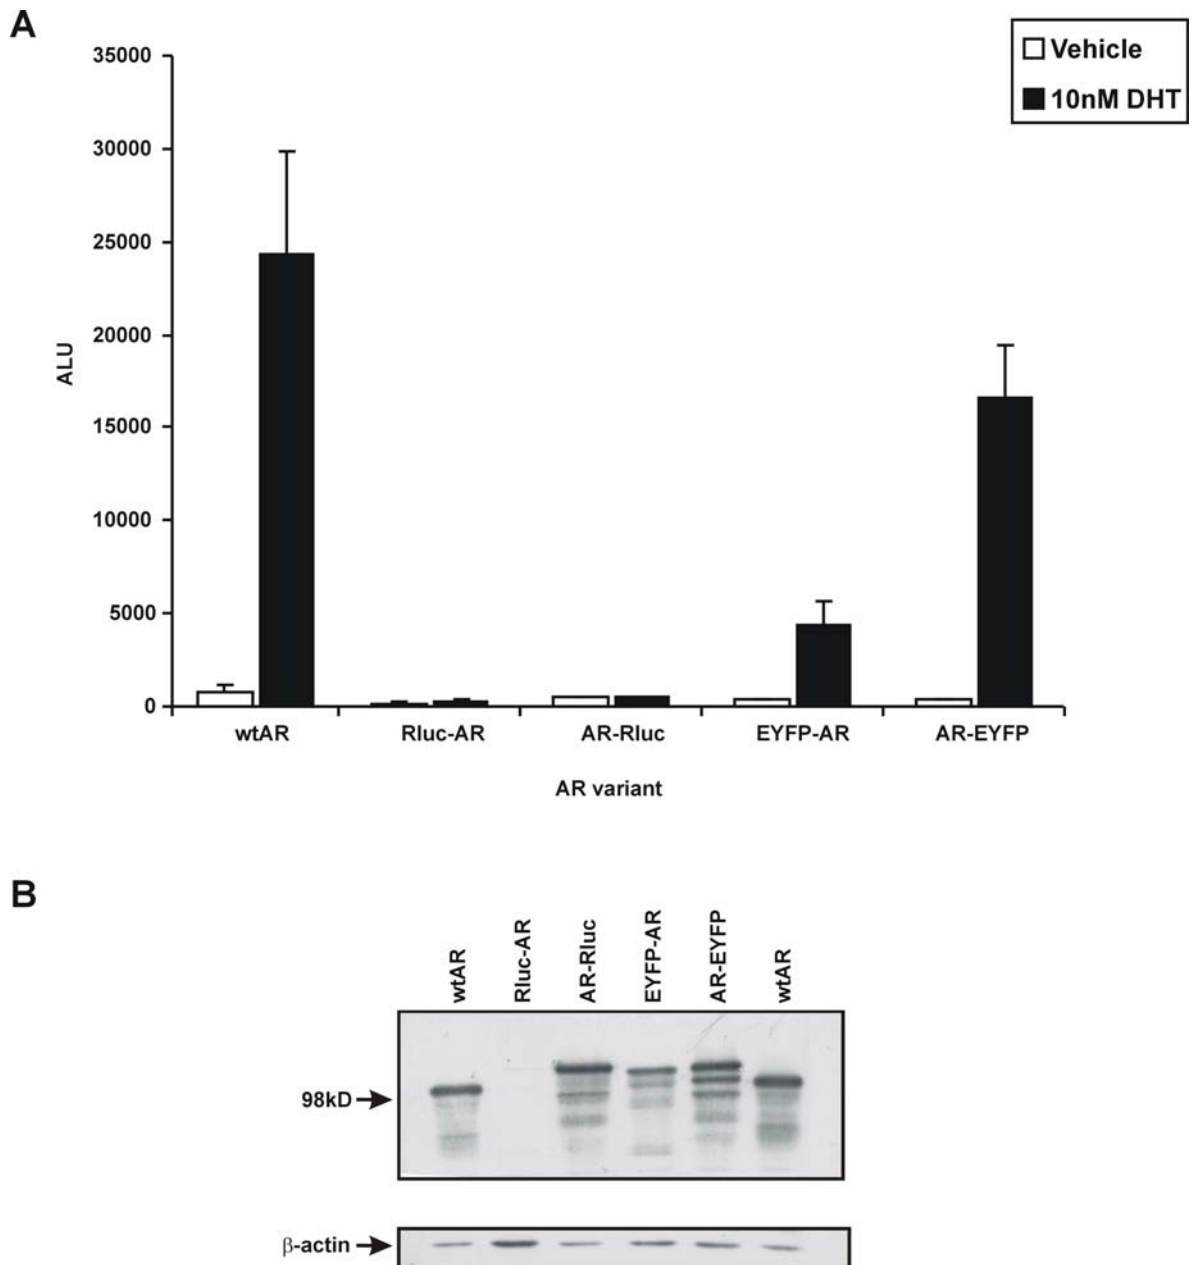 A
Vehicle
10nM DHT
35000
30000
25000
20000
15000
10000
5000
0
ALU
wtAR Rluc-AR AR-Rluc EYFP-AR AR-EYFP
AR variant
B
wtAR Rluc-AR AR-Rluc EYFP-AR AR-EYFP wtAR
98kD
β-actin